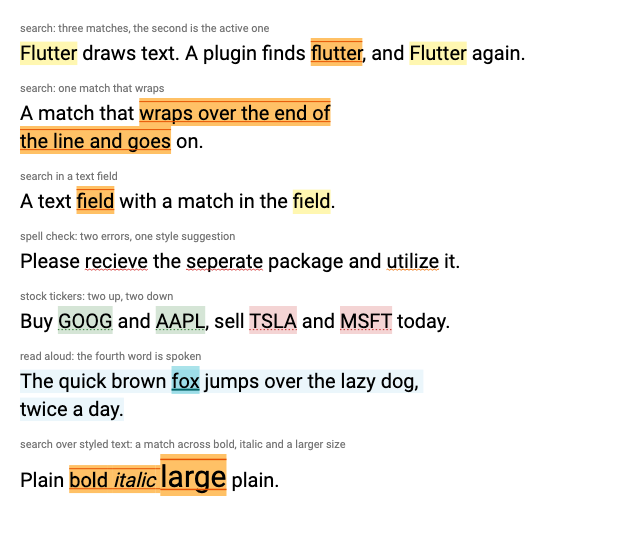 search: three matches, the second is the active one
Flutter draws text. A plugin finds flutter, and Flutter again.
search: one match that wraps
A match that wraps over the end of
the line and goes on.
search in a text field
A text field with a match in the field.
spell check: two errors, one style suggestion
Please recieve the seperate package and utilize it.
stock tickers: two up, two down
Buy GOOG and AAPL, sell TSLA and MSFT today.
read aloud: the fourth word is spoken
The quick brown fox jumps over the lazy dog,
twice a day.
search over styled text: a match across bold, italic and a larger size
Plain bold italic large plain.